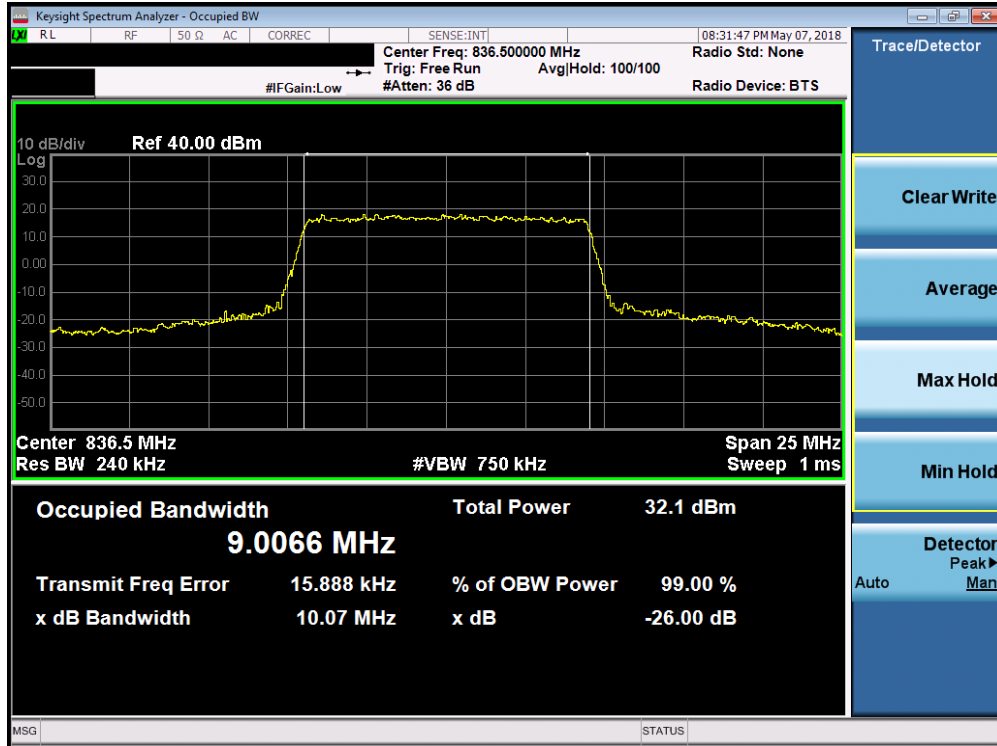 Keysight Spectrum Analyzer - Occupied BW
LXI RL RF 50 Ω AC CORREC SENSE:INT 08:31:47 PM May 07, 2018
Center Freq: 836.500000 MHz Radio Std: None
Trig: Free Run Avg|Hold: 100/100
#IFGain:Low #Atten: 36 dB Radio Device: BTS
10 dB/div Ref 40.00 dBm
Log
30.0
20.0
10.0
0.00
-10.0
-20.0
-30.0
-40.0
-50.0
Center 836.5 MHz Span 25 MHz
Res BW 240 kHz #VBW 750 kHz Sweep 1 ms
Occupied Bandwidth Total Power 32.1 dBm
9.0066 MHz
Transmit Freq Error 15.888 kHz % of OBW Power 99.00 %
x dB Bandwidth 10.07 MHz x dB -26.00 dB
MSG STATUS
Trace/Detector
Clear Write
Average
Max Hold
Min Hold
Detector
Peak▶
Auto Man